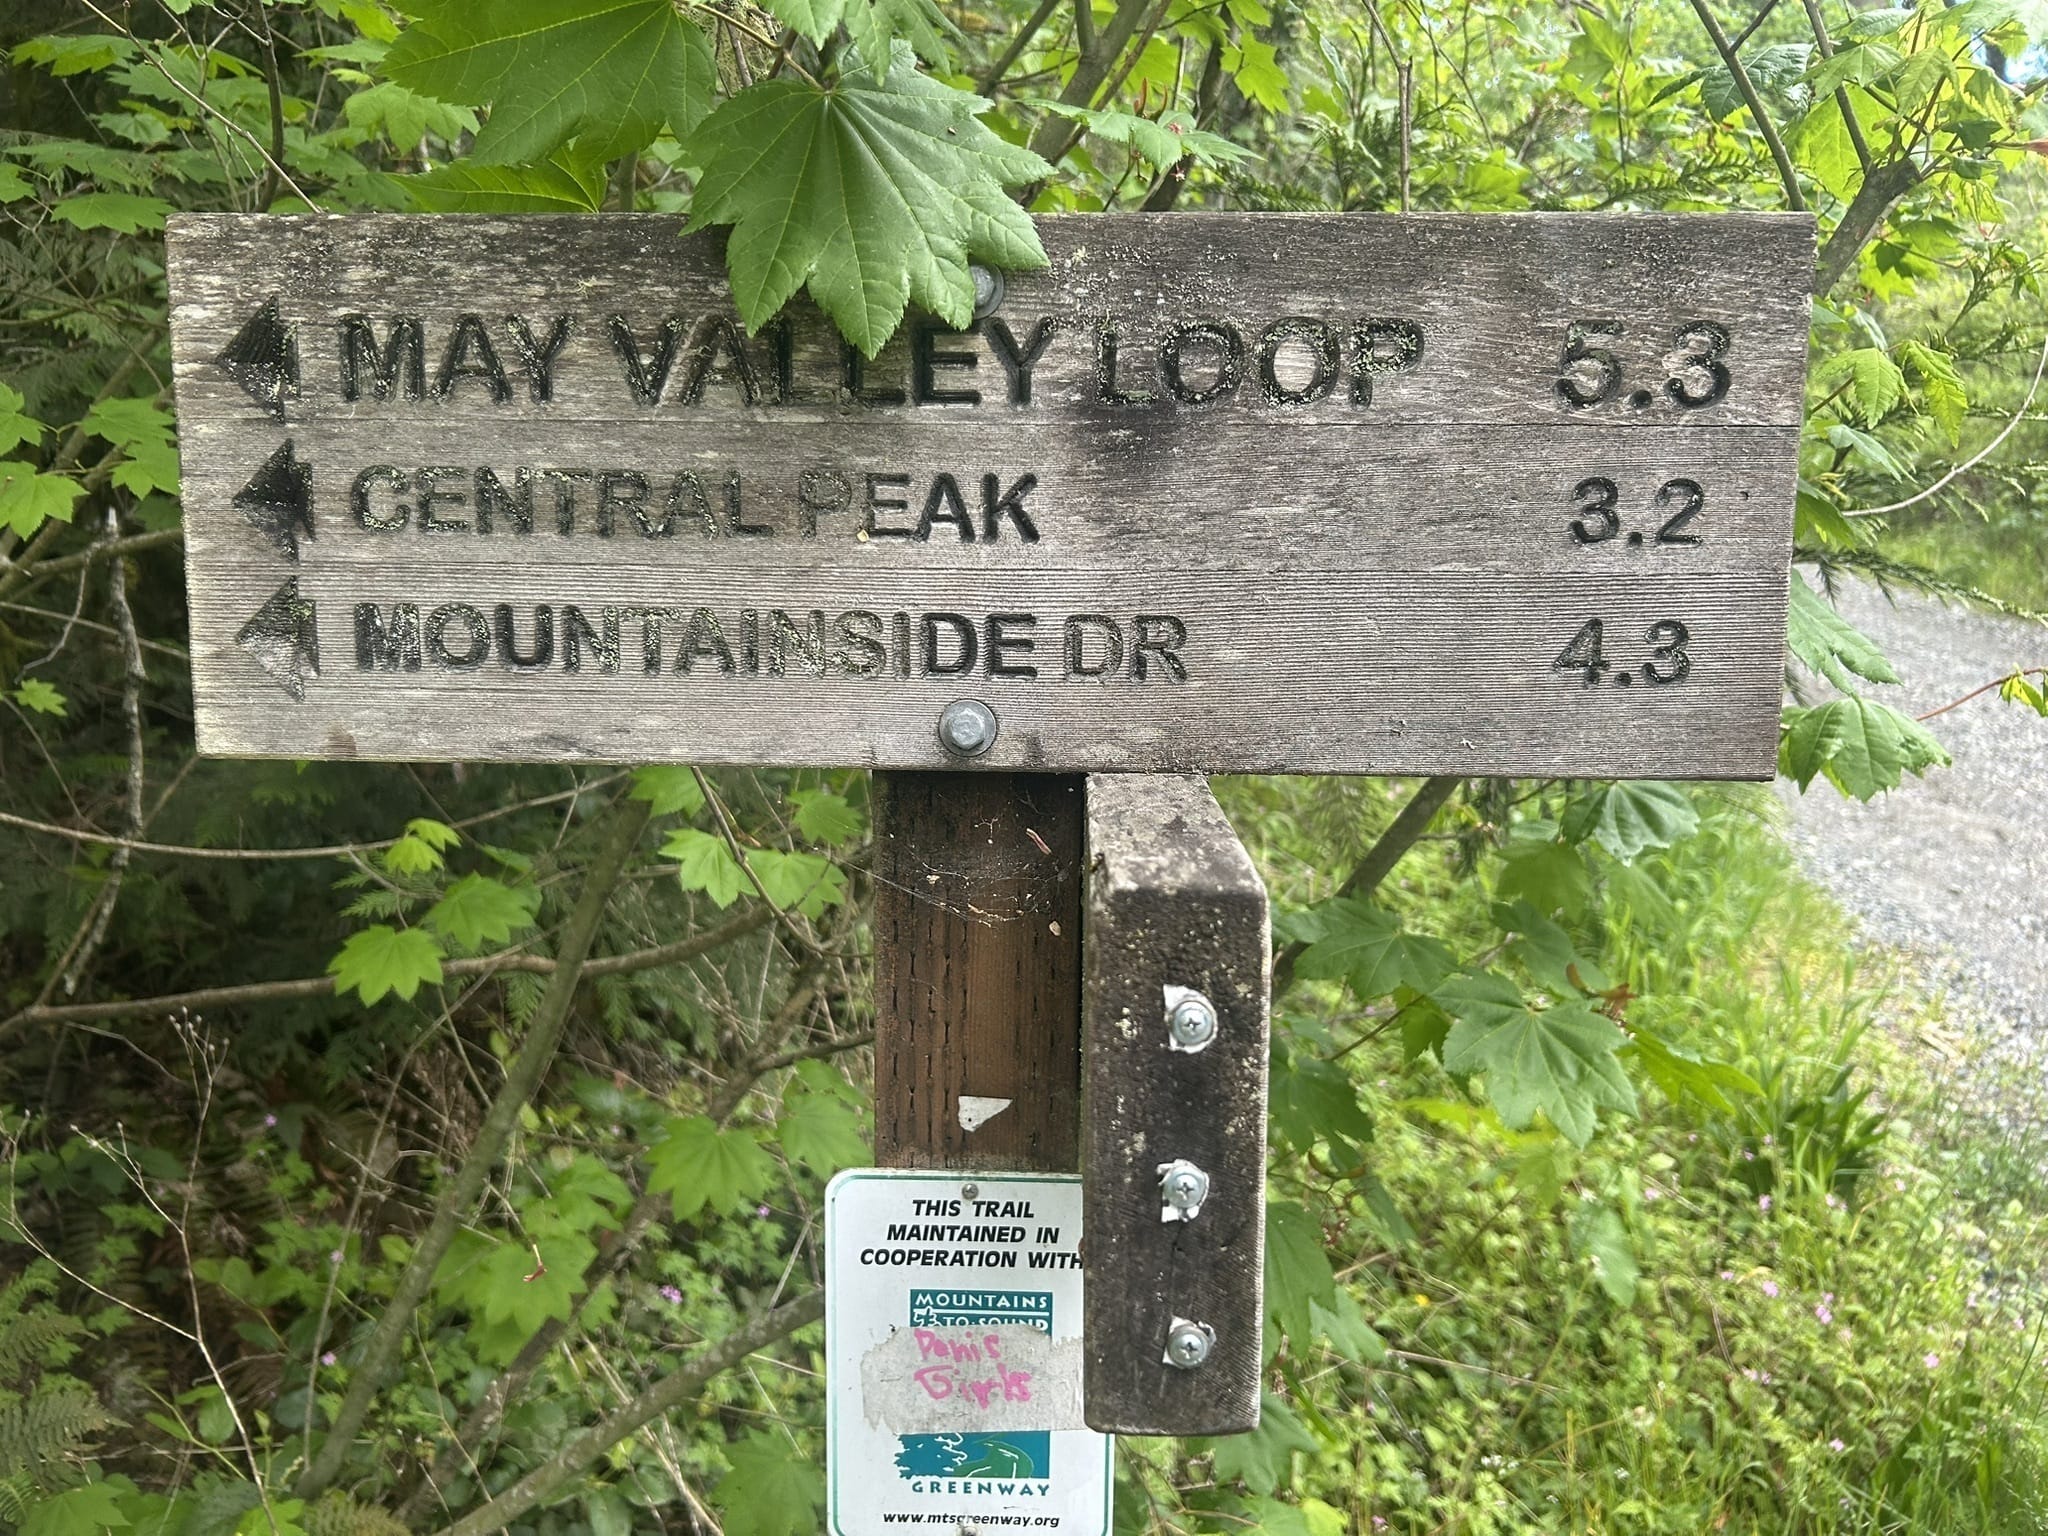 MAY VALLEY LOOP 5.3
CENTRAL PEAK 3.2
MOUNTAINSIDE DR 4.3
THIS TRAIL
MAINTAINED IN
COOPERATION WITH
MOUNTAINS
TO-SOUND
Panic
Girls
GREENWAY
www.mtsgreenway.org